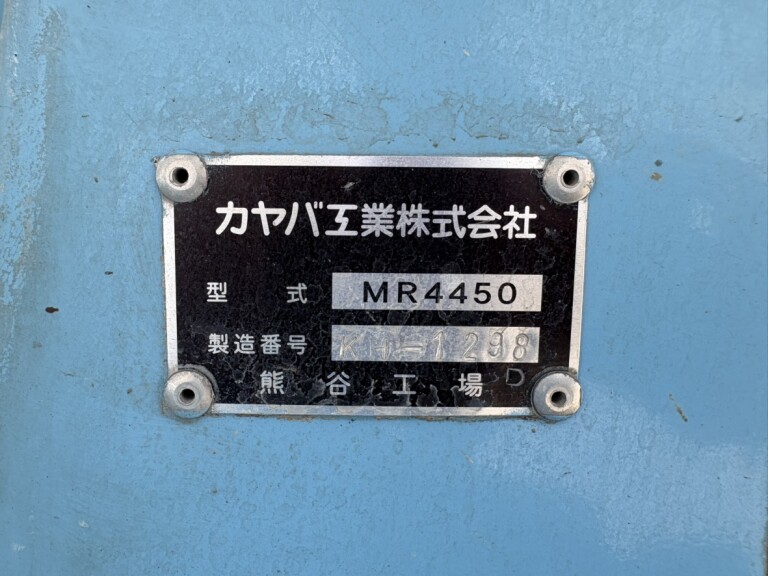 カヤバ工業株式会社
型式 MR4450
製造番号 KM-1298
熊谷工場 D